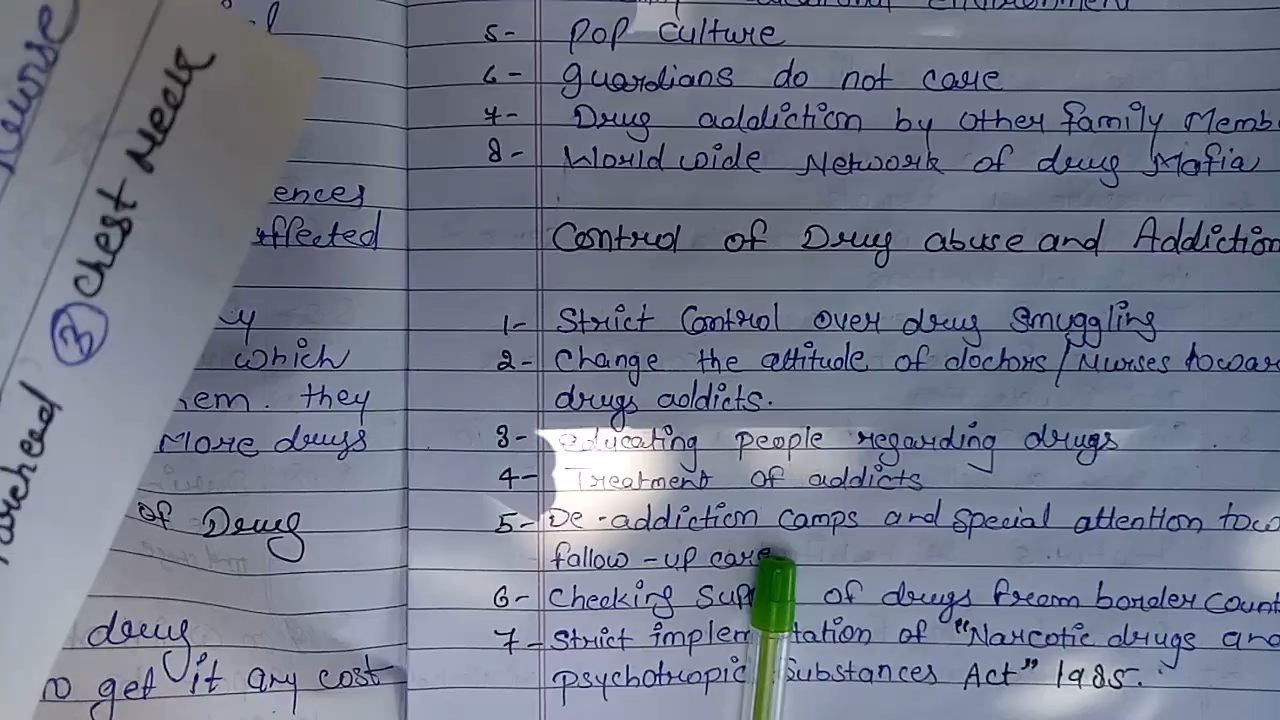 Chest
③
ences
affected
which
hem. they
More drugs
of Drug
drug
to get it any cost
5- Pop culture
6- guardians do not care
7- Drug addiction by other family Memb
8- World wide Network of drug Mafia
Control of Drug abuse and Addiction
1- Strict Control over drug smuggling
2- Change the attitude of doctors/Nurses towar
drugs addicts.
3- educating people regarding drugs
4- Treatment of addicts
5- De-addiction camps and special attention tow
fallow-up care
6- Checking sup of drugs from border count
7- Strict implem tation of "Narcotic drugs and
psychotropic Substances Act" 1985.